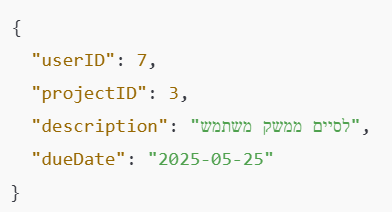 {
"userID": 7,
"projectID": 3,
"description": "לסיים ממשק משתמש",
"dueDate": "2025-05-25"
}